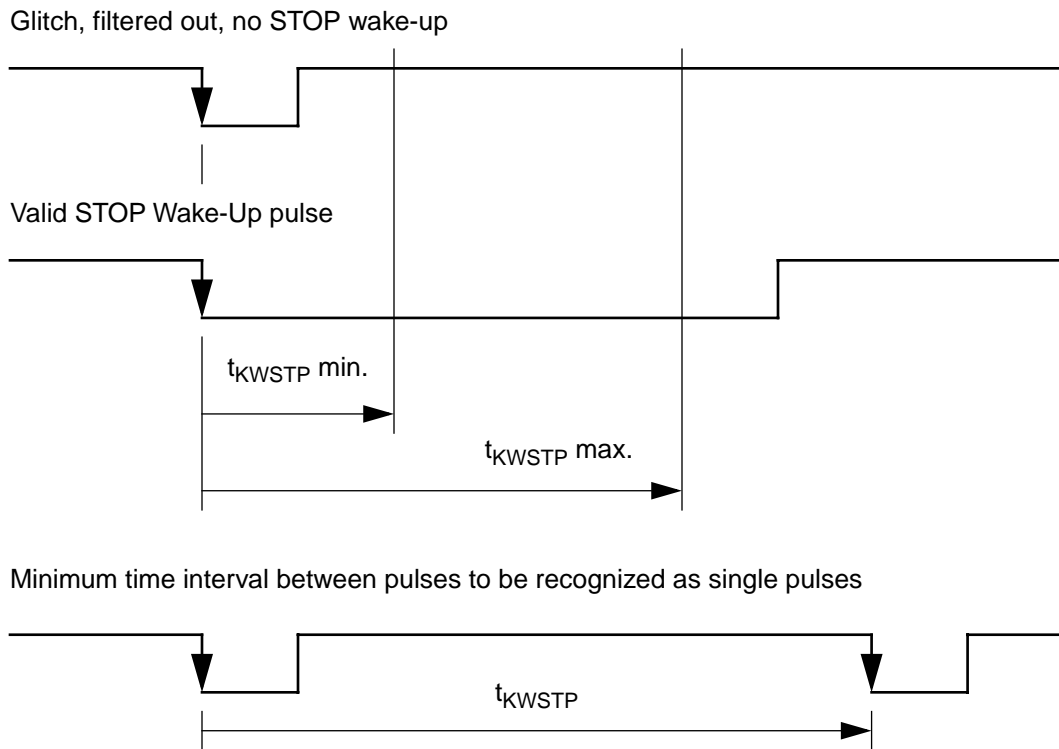 Glitch, filtered out, no STOP wake-up
Valid STOP Wake-Up pulse
tKWSTP min.
tKWSTP max.
Minimum time interval between pulses to be recognized as single pulses
tKWSTP